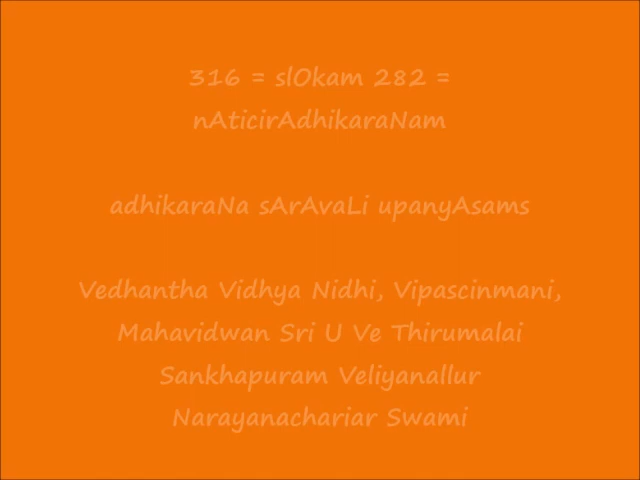 316 = slOkam 282 =
nAticirAdhikaraNam
adhikaraNa sArAvaLi upanyAsams
Vedhantha Vidhya Nidhi, Vipascinmani,
Mahavidwan Sri U Ve Thirumalai
Sankhapuram Veliyanallur
Narayanachariar Swami